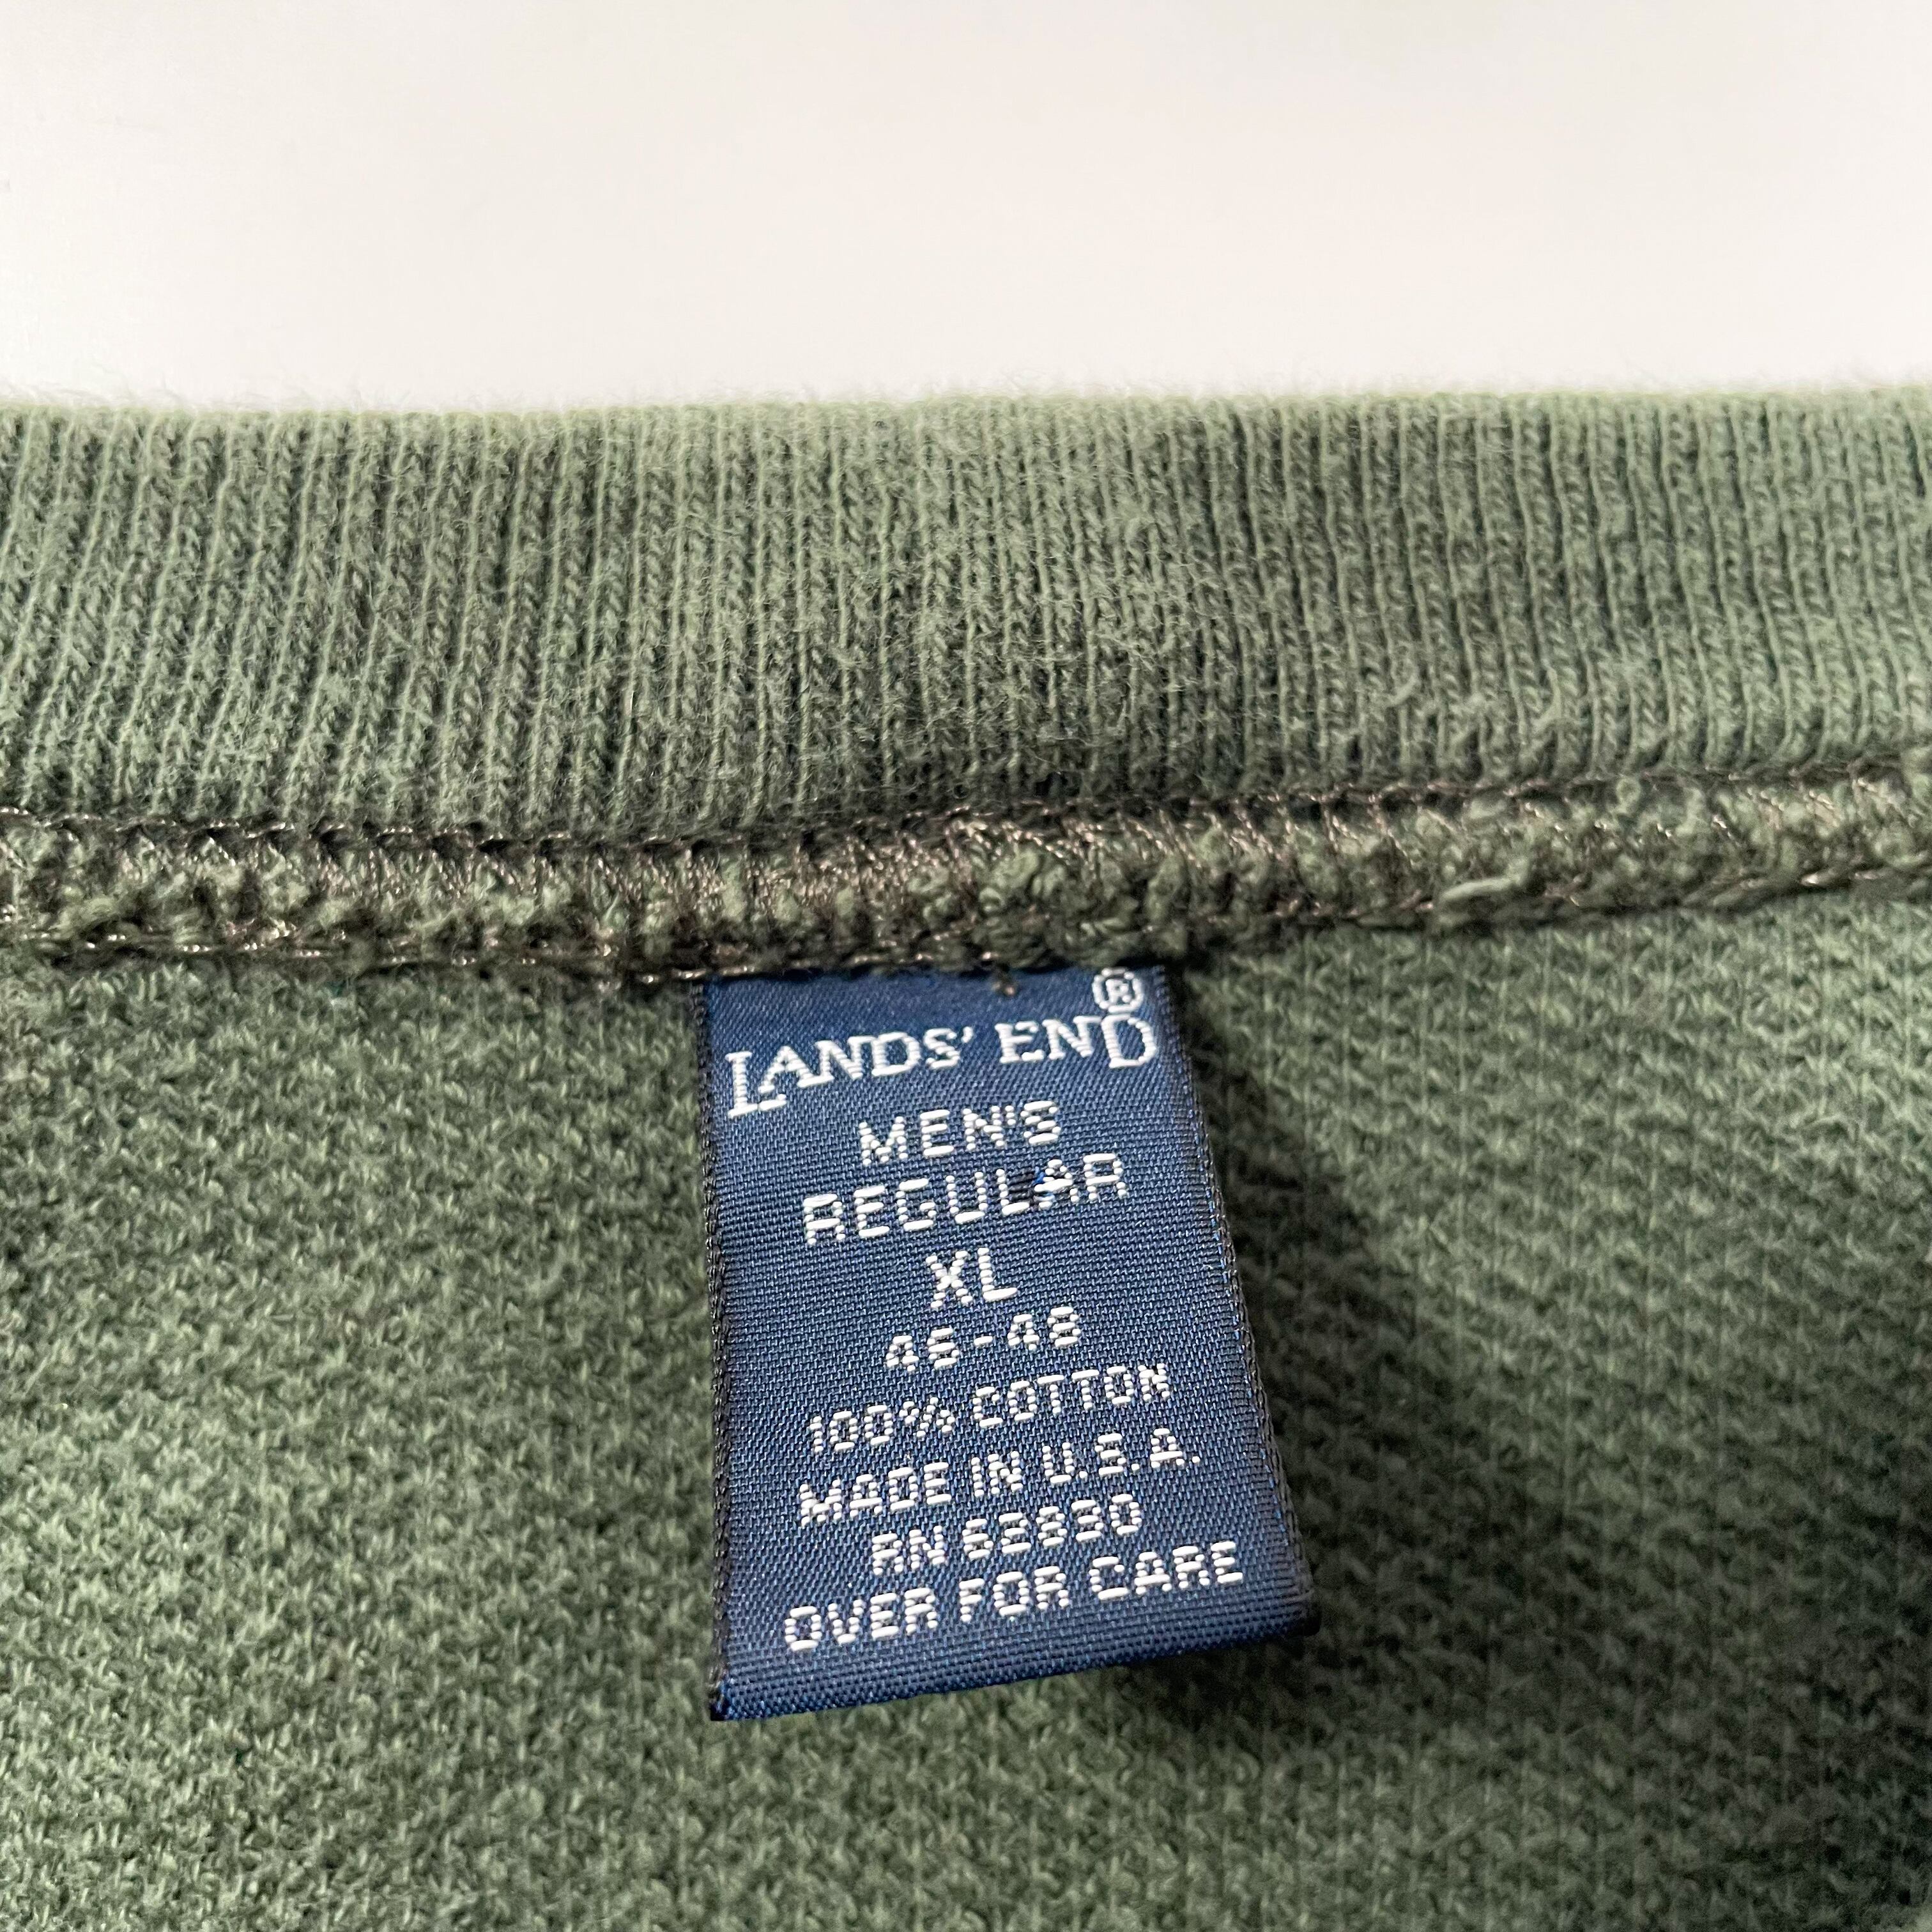 LANDS' END®
MEN'S
REGULAR
XL
46-48
100% COTTON
MADE IN U.S.A.
RN 62830
OVER FOR CARE